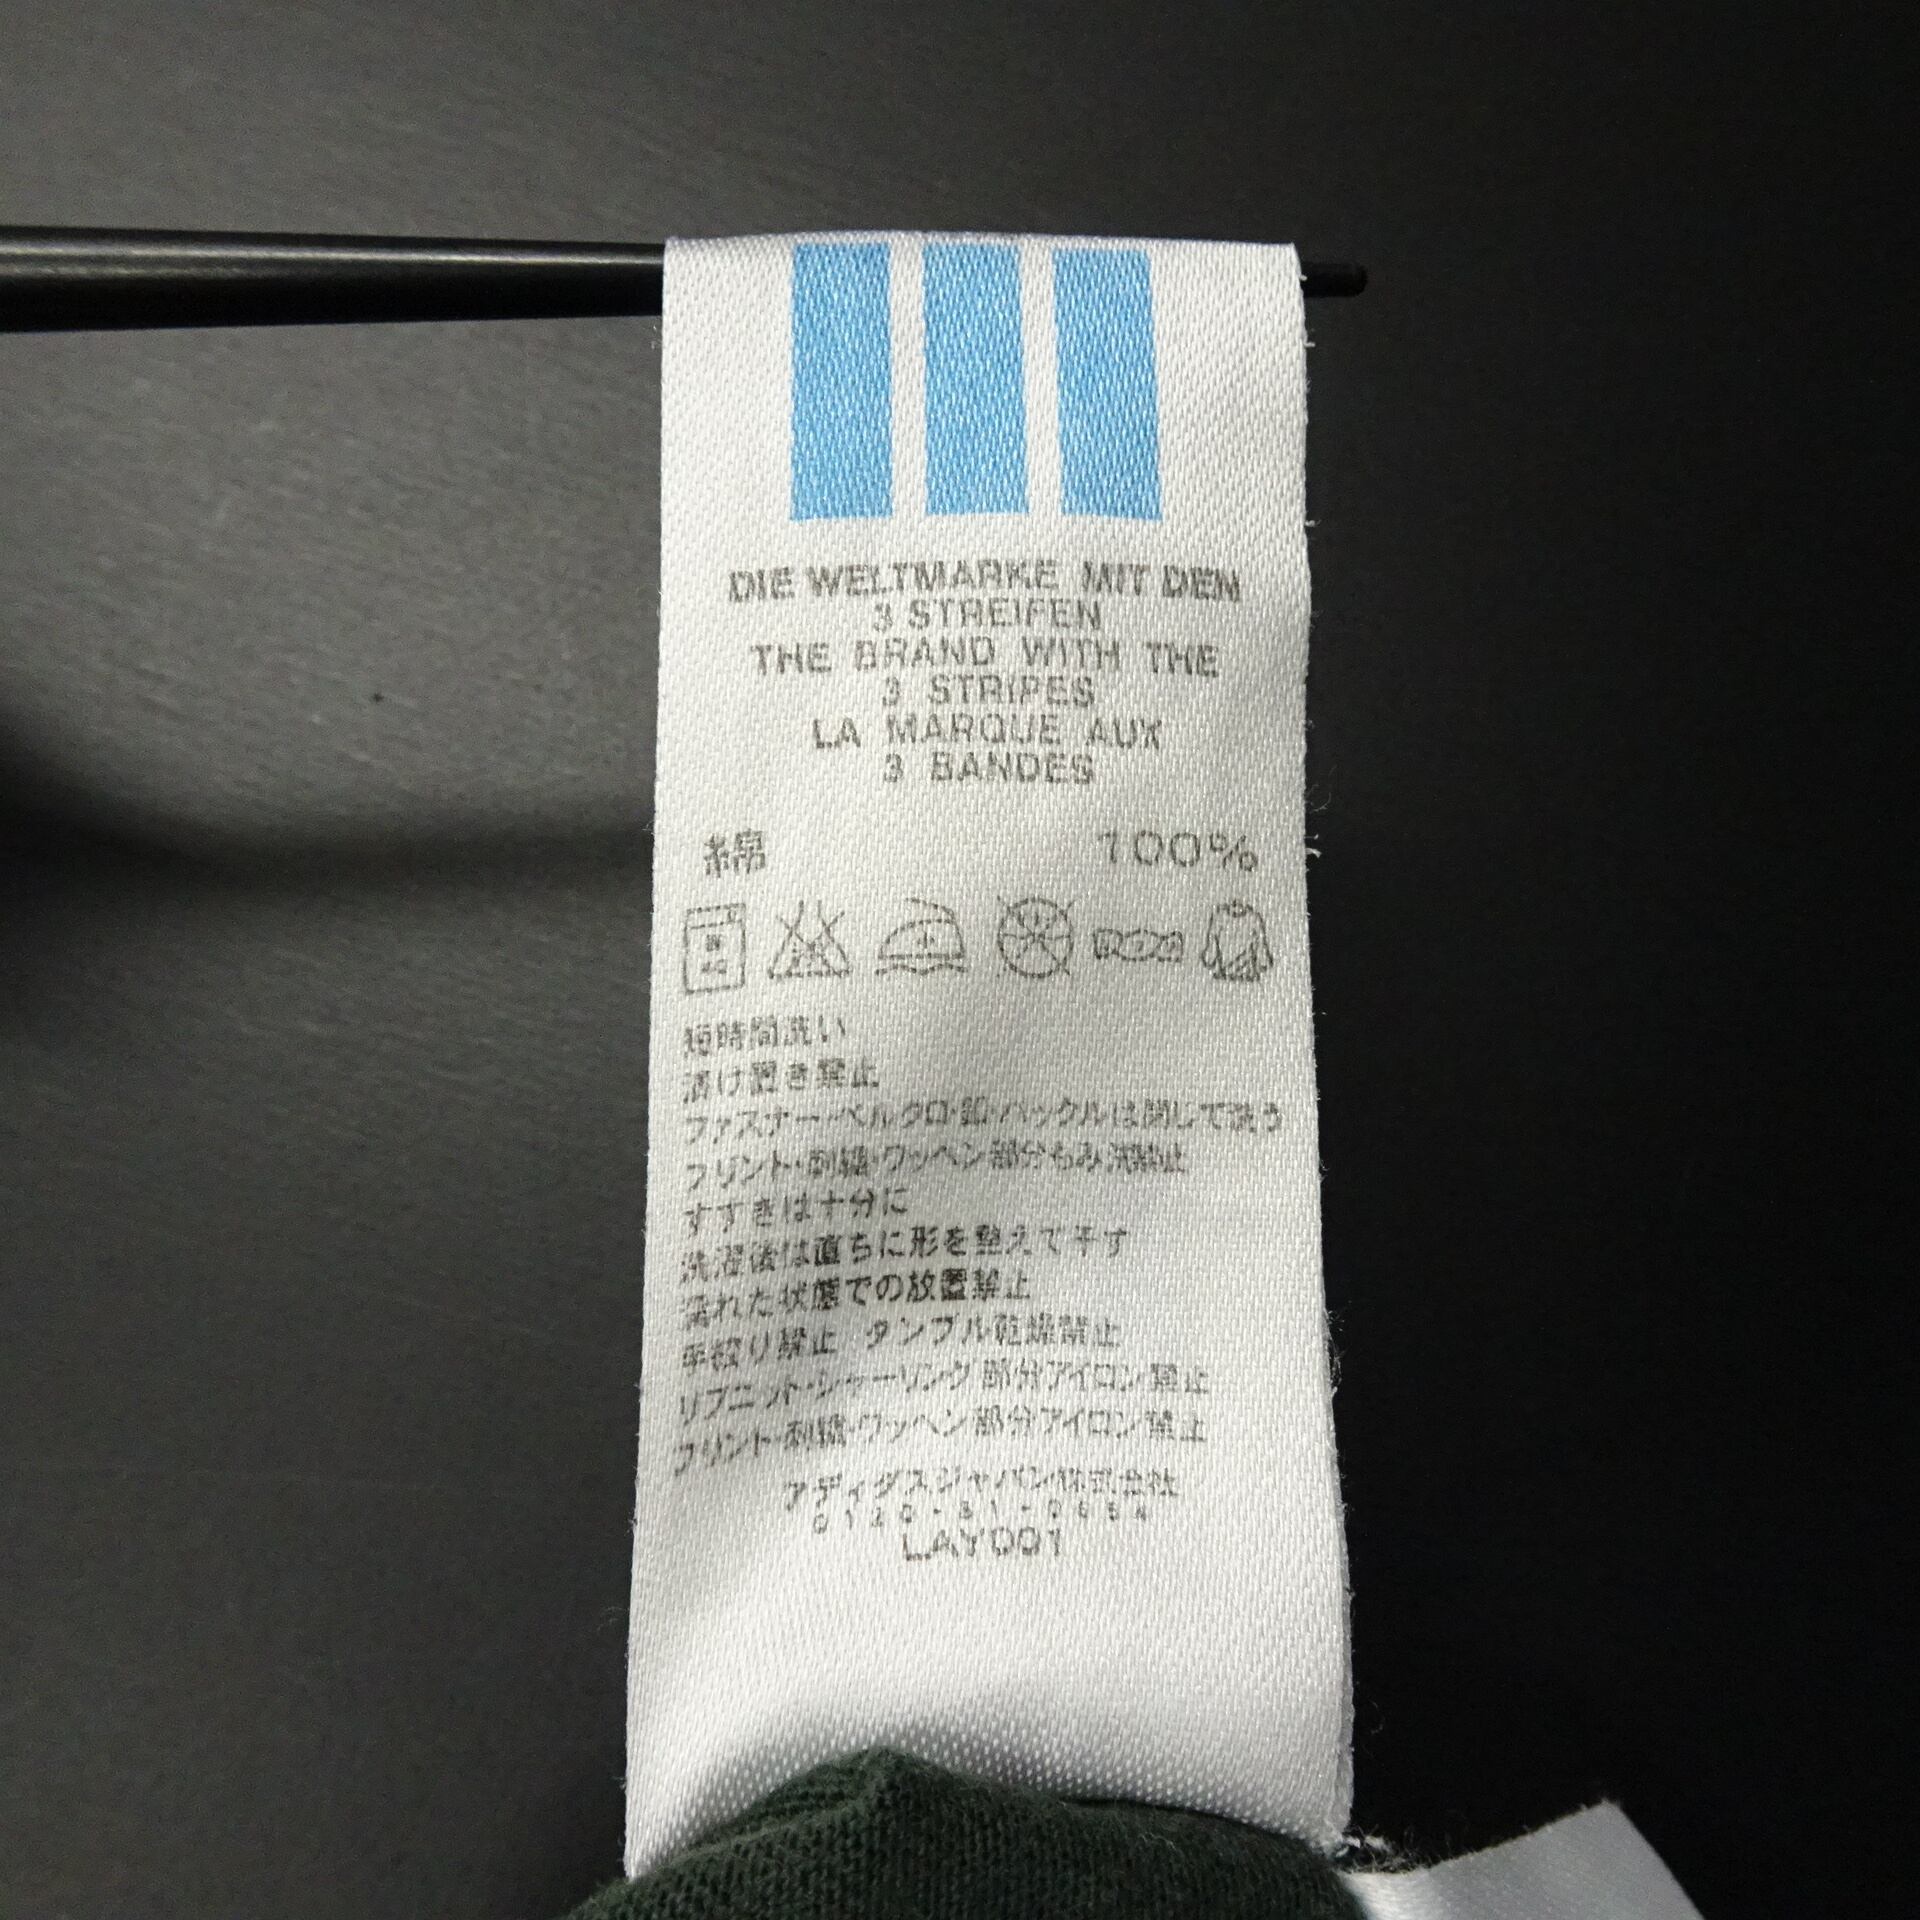 DIE WELTMARKE MIT DEN
3 STREIFEN
THE BRAND WITH THE
3 STRIPES
LA MARQUE AUX
3 BANDES
綿 100%
短時間洗い
漬け置き禁止
ファスナー・ベルクロ・釦・バックルは閉じて洗う
プリント・刺繍・ワッペン部分もみ洗禁止
すすぎは十分に
洗濯後は直ちに形を整えて干す
濡れた状態での放置禁止
手絞り禁止 タンブル乾燥禁止
リブニット・シャーリング部分アイロン禁止
プリント・刺繍・ワッペン部分アイロン禁止
アディダスジャパン株式会社
LAY001